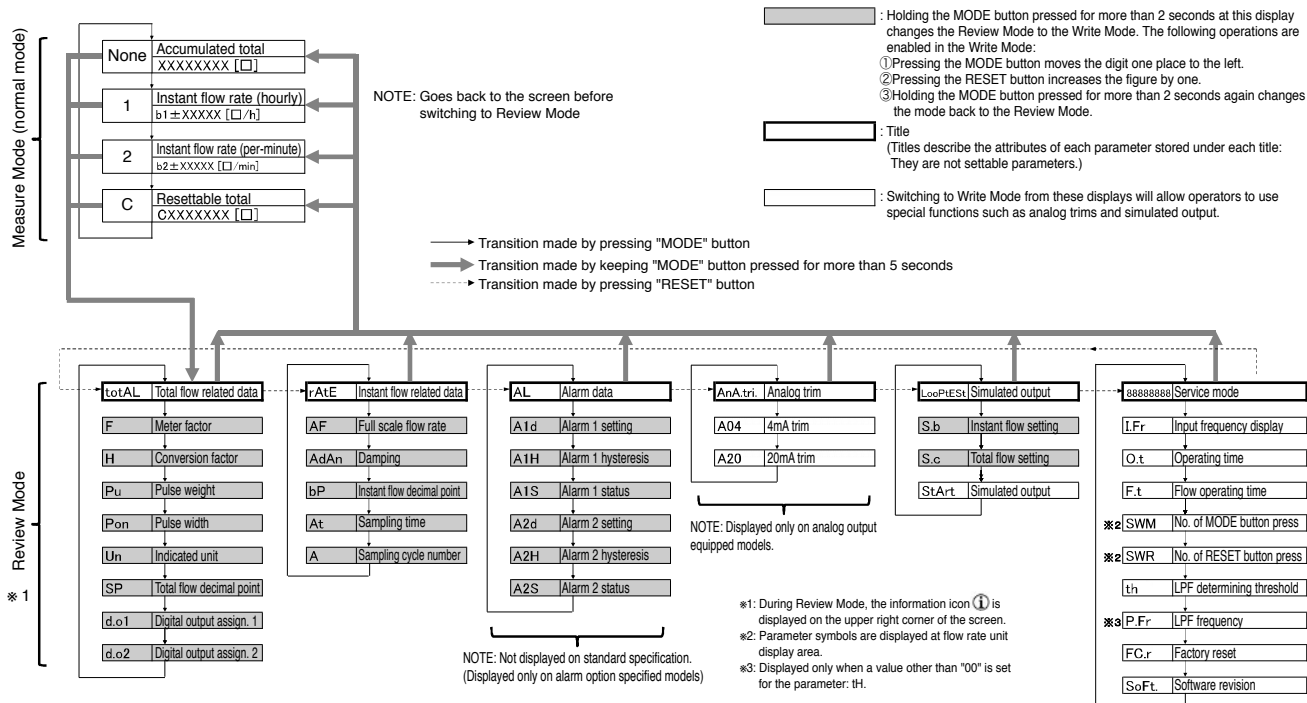 Measure Mode (normal mode)
None
Accumulated total
XXXXXXXX [□]
1
Instant flow rate (hourly)
b1±XXXXX [□/h]
2
Instant flow rate (per-minute)
b2±XXXXX [□/min]
C
Resettable total
CXXXXXXX [□]
NOTE: Goes back to the screen before
switching to Review Mode
: Holding the MODE button pressed for more than 2 seconds at this display
changes the Review Mode to the Write Mode. The following operations are
enabled in the Write Mode:
①Pressing the MODE button moves the digit one place to the left.
②Pressing the RESET button increases the figure by one.
③Holding the MODE button pressed for more than 2 seconds again changes
the mode back to the Review Mode.
: Title
(Titles describe the attributes of each parameter stored under each title:
They are not settable parameters.)
: Switching to Write Mode from these displays will allow operators to use
special functions such as analog trims and simulated output.
Transition made by pressing "MODE" button
Transition made by keeping "MODE" button pressed for more than 5 seconds
Transition made by pressing "RESET" button
Review Mode
※1
totAL Total flow related data
F Meter factor
H Conversion factor
Pu Pulse weight
Pon Pulse width
Un Indicated unit
SP Total flow decimal point
d.o1 Digital output assign. 1
d.o2 Digital output assign. 2
rAtE Instant flow related data
AF Full scale flow rate
AdAn Damping
bP Instant flow decimal point
At Sampling time
A Sampling cycle number
AL Alarm data
A1d Alarm 1 setting
A1H Alarm 1 hysteresis
A1S Alarm 1 status
A2d Alarm 2 setting
A2H Alarm 2 hysteresis
A2S Alarm 2 status
NOTE: Not displayed on standard specification.
(Displayed only on alarm option specified models)
AnA.tri. Analog trim
A04 4mA trim
A20 20mA trim
NOTE: Displayed only on analog output
equipped models.
LooPtESt Simulated output
S.b Instant flow setting
S.c Total flow setting
StArt Simulated output
88888888 Service mode
I.Fr Input frequency display
O.t Operating time
F.t Flow operating time
※2 SWM No. of MODE button press
※2 SWR No. of RESET button press
th LPF determining threshold
※3 P.Fr LPF frequency
FC.r Factory reset
SoFt. Software revision
※1: During Review Mode, the information icon ⓘ is
displayed on the upper right corner of the screen.
※2: Parameter symbols are displayed at flow rate unit
display area.
※3: Displayed only when a value other than "00" is set
for the parameter: tH.